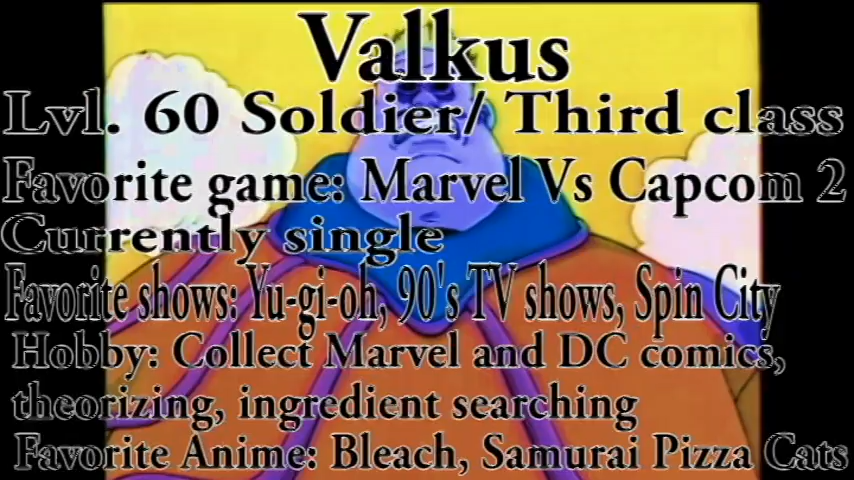 Valkus
Lvl. 60 Soldier/ Third class
Favorite game: Marvel Vs Capcom 2
Currently single
Favorite shows: Yu-gi-oh, 90's TV shows, Spin City
Hobby: Collect Marvel and DC comics,
theorizing, ingredient searching
Favorite Anime: Bleach, Samurai Pizza Cats